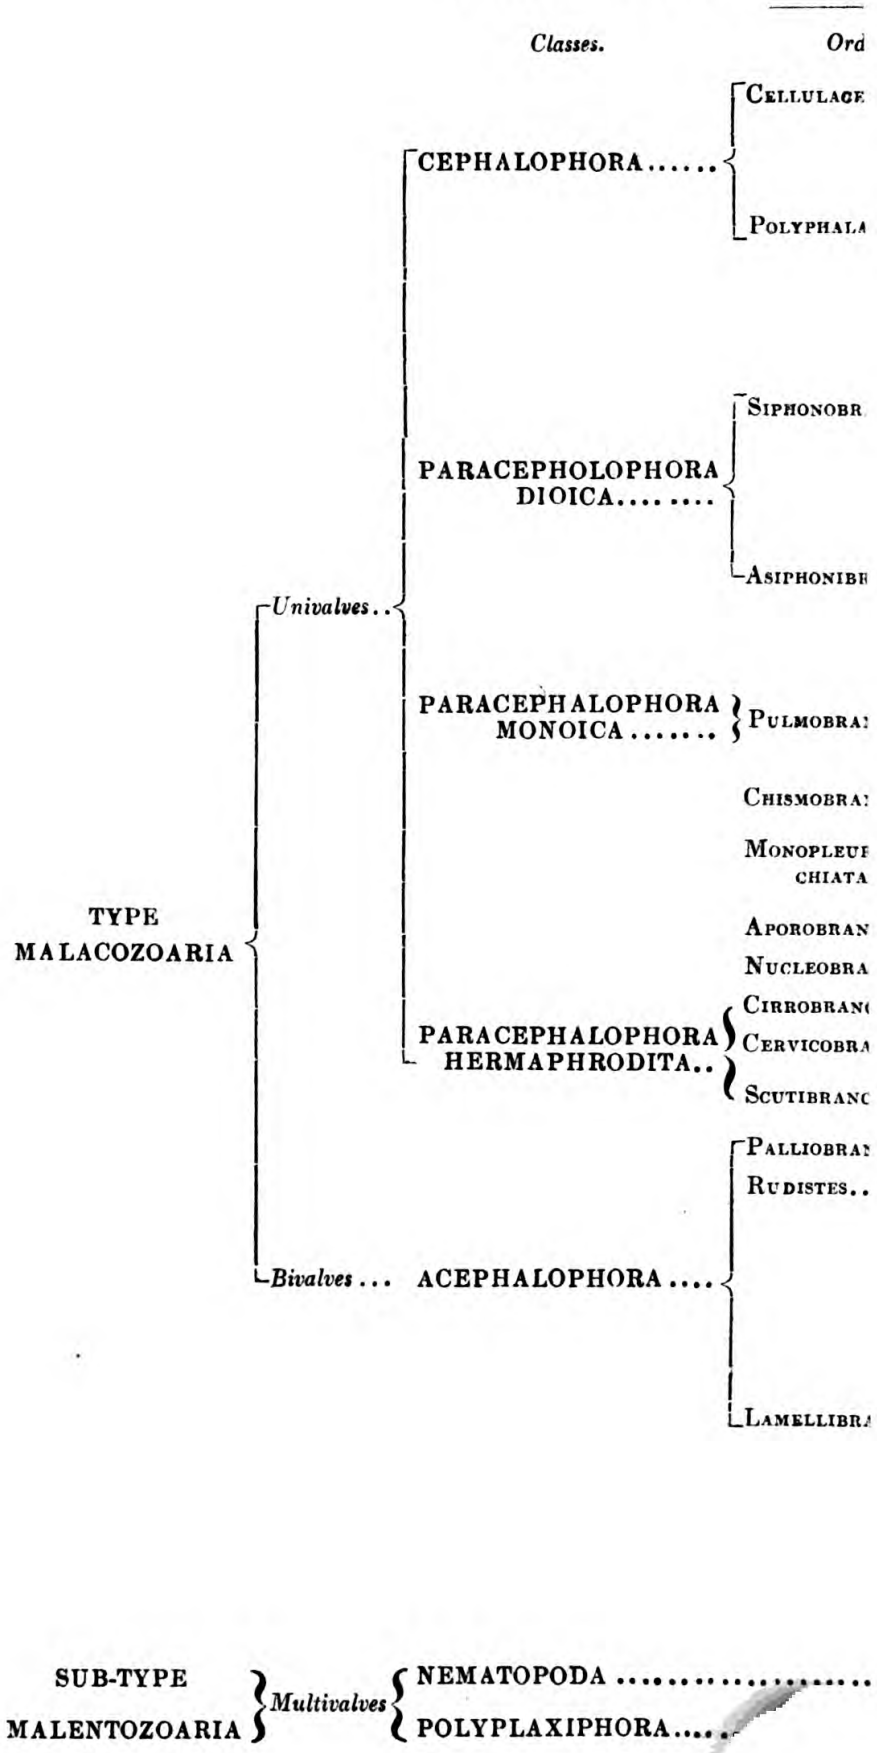 Classes. Ord
CELLULACE
CEPHALOPHORA......
POLYPHALA
SIPHONOBR
PARACEPHOLOPHORA
DIOICA........
ASIPHONIBR
Univalves..
PARACEPHALOPHORA
MONOICA.......
PULMOBRA
CHISMOBRA
MONOPLEUR
CHIATA
TYPE
MALACOZOARIA
APOROBRAN
NUCLEOBRA
CIRROBRANC
PARACEPHALOPHORA
HERMAPHRODITA..
CERVICOBRA
SCUTIBRANC
PALLIOBRA
RUDISTES..
Bivalves... ACEPHALOPHORA....
LAMELLIBRA
SUB-TYPE
MALENTOZOARIA
Multivalves
NEMATOPODA......................
POLYPLAXIPHORA......